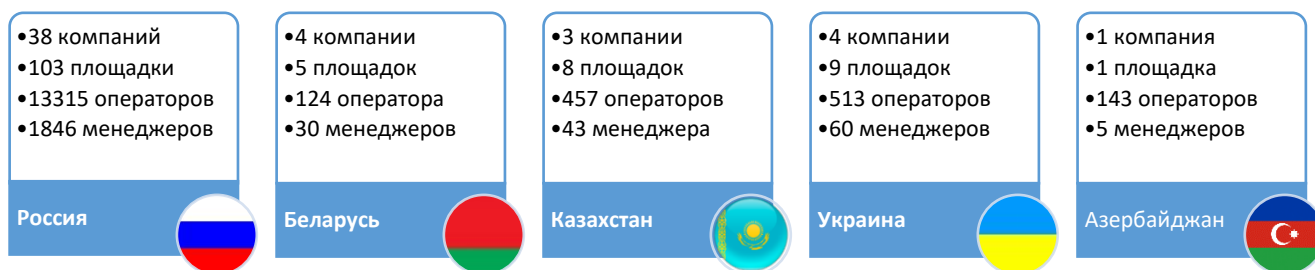 •38 компаний
•103 площадки
•13315 операторов
•1846 менеджеров
Россия
•4 компании
•5 площадок
•124 оператора
•30 менеджеров
Беларусь
•3 компании
•8 площадок
•457 операторов
•43 менеджера
Казахстан
•4 компании
•9 площадок
•513 операторов
•60 менеджеров
Украина
•1 компания
•1 площадка
•143 операторов
•5 менеджеров
Азербайджан